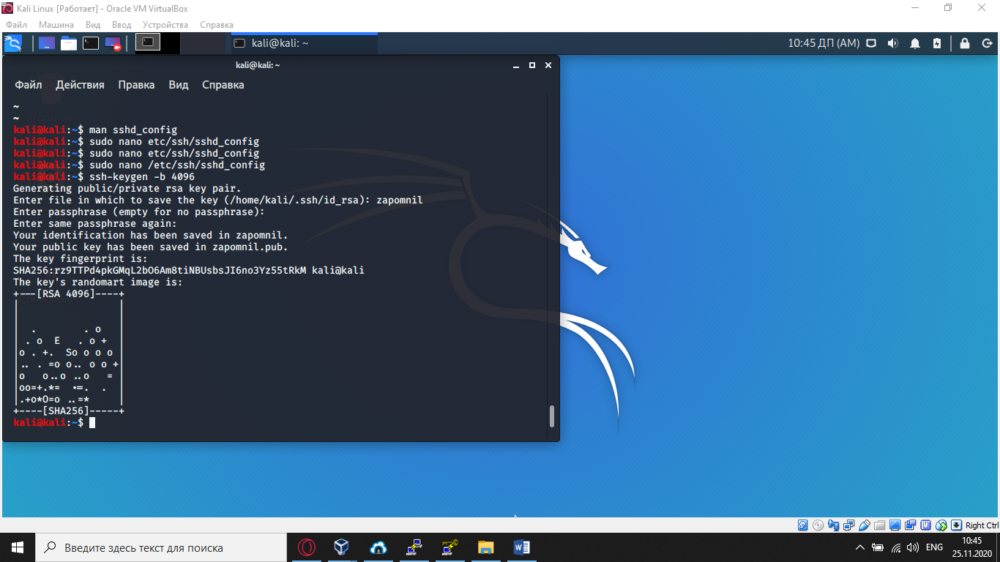 Kali Linux [Работает] - Oracle VM VirtualBox
Файл Машина Вид Ввод Устройства Справка
kali@kali: ~
10:45 ДП (AM)
kali@kali: ~
Файл Действия Правка Вид Справка
~
~
kali@kali:~$ man sshd_config
kali@kali:~$ sudo nano etc/ssh/sshd_config
kali@kali:~$ sudo nano etc/ssh/sshd_config
kali@kali:~$ sudo nano /etc/ssh/sshd_config
kali@kali:~$ ssh-keygen -b 4096
Generating public/private rsa key pair.
Enter file in which to save the key (/home/kali/.ssh/id_rsa): zapomnil
Enter passphrase (empty for no passphrase):
Enter same passphrase again:
Your identification has been saved in zapomnil.
Your public key has been saved in zapomnil.pub.
The key fingerprint is:
SHA256:rz9TTPd4pkGMqL2bO6Am8tiNBUsbsJI6no3Yz55tRkM kali@kali
The key's randomart image is:
+---[RSA 4096]----+
|                 |
|                 |
|  .        . o   |
| . o  E   . o +  |
|o . +.  So o o o |
|.. . =o o.. o o +|
|o   o..o ..o   = |
|oo=+.*=  .=.  .  |
|.+o*O=o ..=*     |
+----[SHA256]-----+
kali@kali:~$
Right Ctrl
Введите здесь текст для поиска
ENG
10:45
25.11.2020